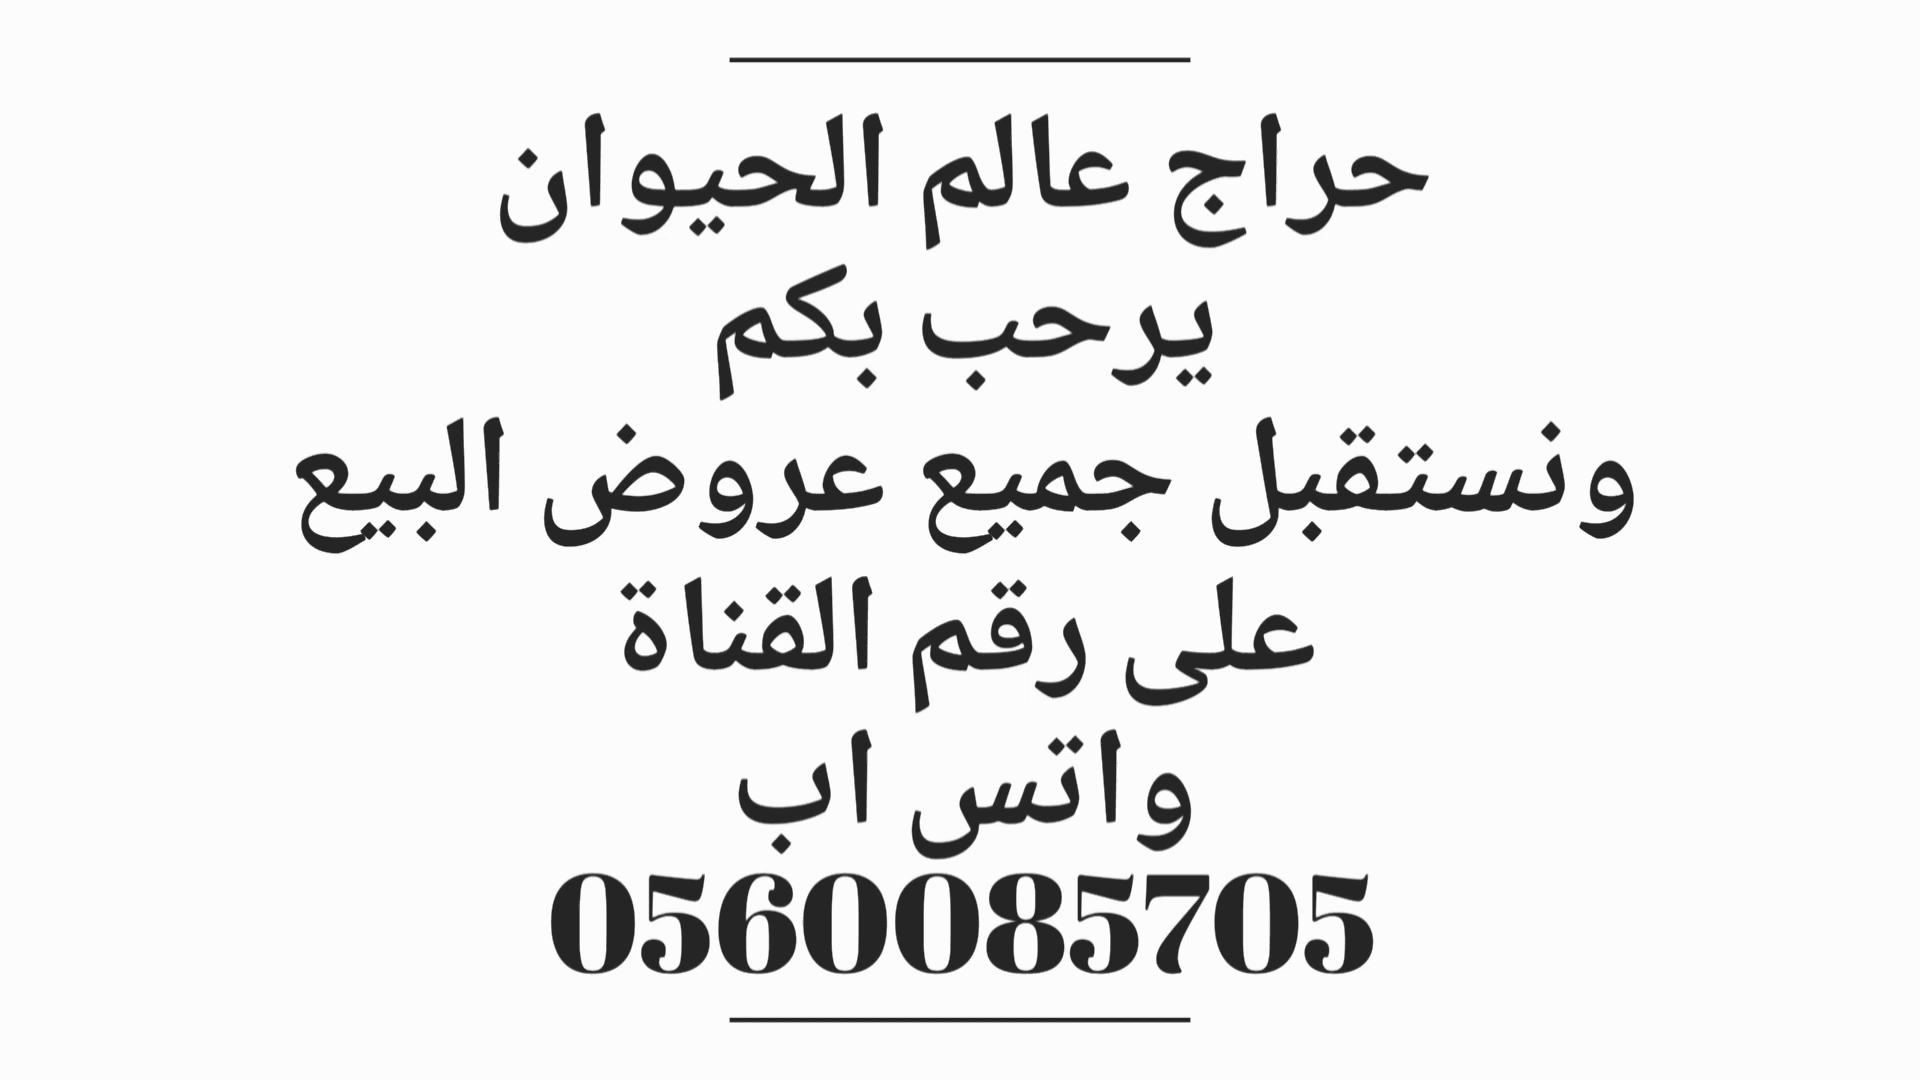 حراج عالم الحيوان
يرحب بكم
ونستقبل جميع عروض البيع
على رقم القناة
واتس اب
0560085705